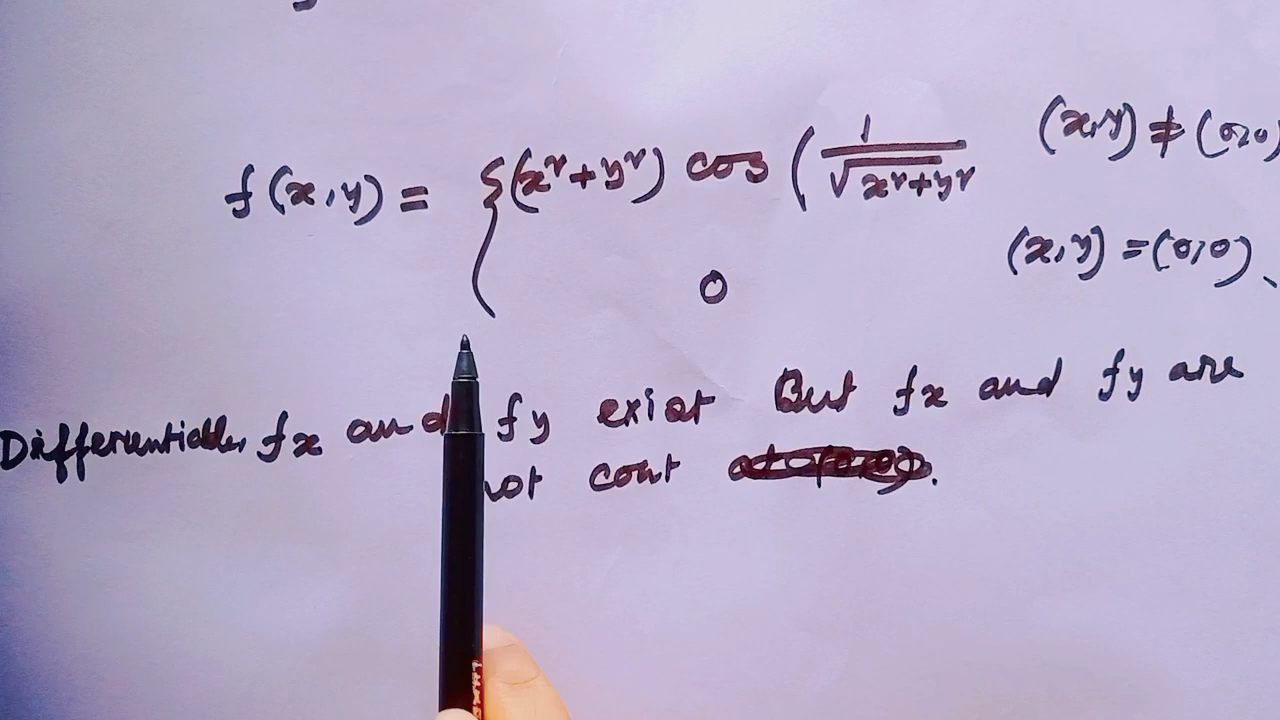 f(x,y) = { (x² + y²) cos ( 1 / √x²+y² (x,y) ≠ (0,0)
0 (x,y) = (0,0)
Differentiable, fx and fy exist But fx and fy are
not cont .